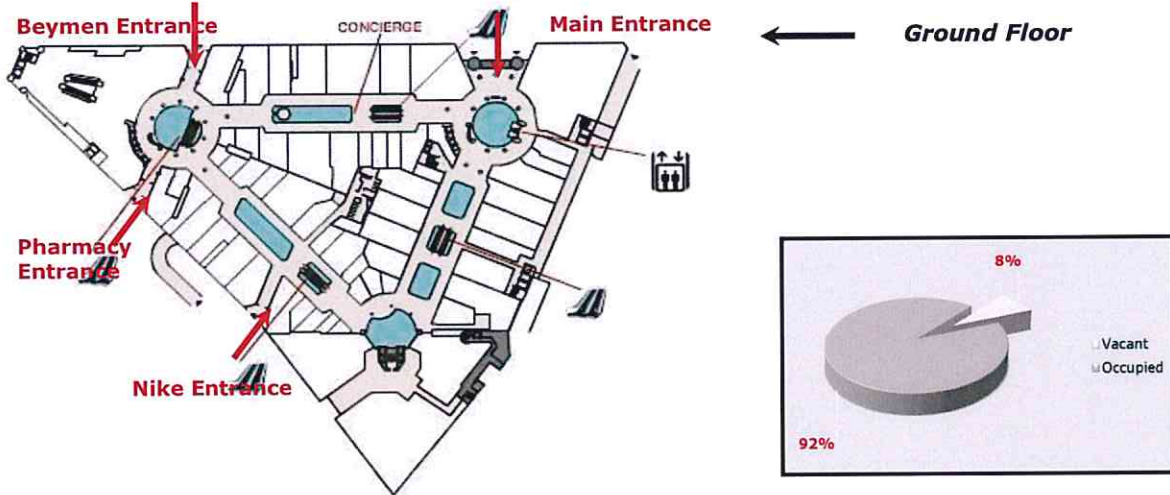 Beymen Entrance
CONCIERGE
Main Entrance
Ground Floor
Pharmacy
Entrance
Nike Entrance
8%
Vacant
Occupied
92%